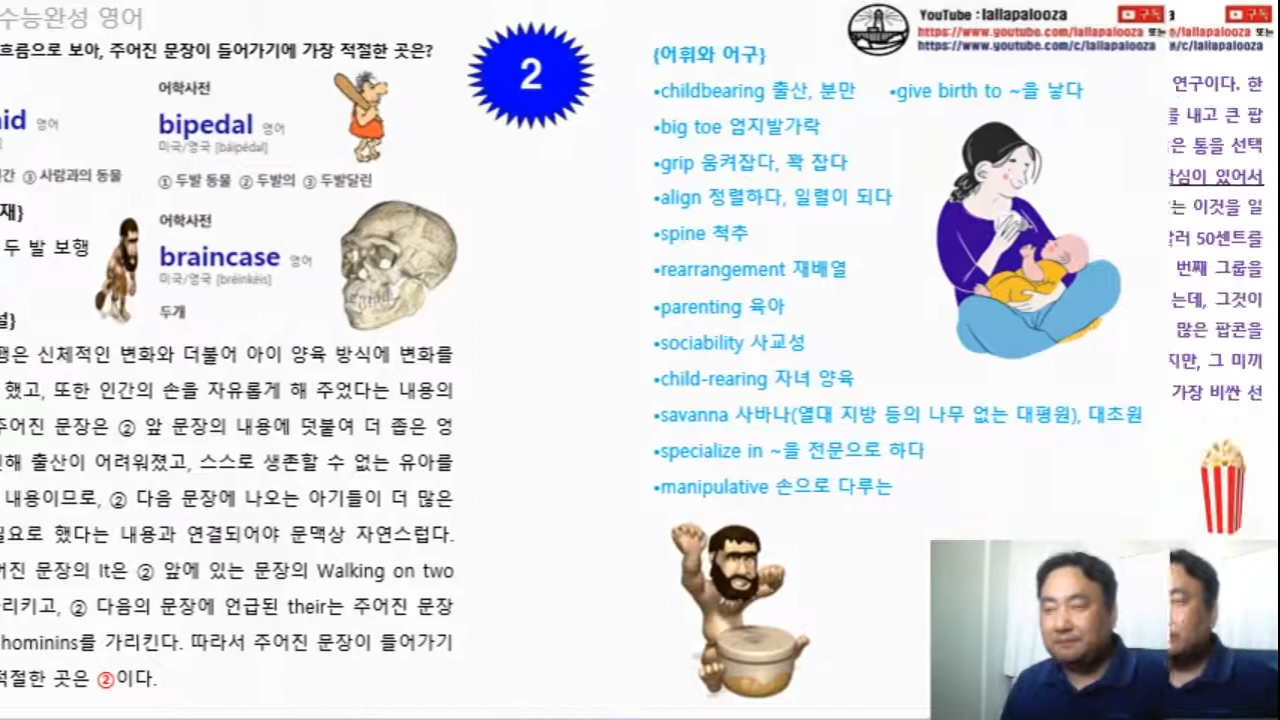 수능완성 영어
흐름으로 보아, 주어진 문장이 들어가기에 가장 적절한 곳은?
어학사전
영어
bipedal 영어
미국/영국 [báipédəl]
③ 사람과의 동물
① 두발 동물 ② 두발의 ③ 두발달린
재}
두 발 보행
어학사전
braincase 영어
미국/영국 [bréinkèis]
두개
설}
행은 신체적인 변화와 더불어 아이 양육 방식에 변화를
했고, 또한 인간의 손을 자유롭게 해 주었다는 내용의
주어진 문장은 ② 앞 문장의 내용에 덧붙여 더 좁은 엉
인해 출산이 어려워졌고, 스스로 생존할 수 없는 유아를
내용이므로, ② 다음 문장에 나오는 아기들이 더 많은
필요로 했다는 내용과 연결되어야 문맥상 자연스럽다.
어진 문장의 It은 ② 앞에 있는 문장의 Walking on two
리키고, ② 다음의 문장에 언급된 their는 주어진 문장
hominins를 가리킨다. 따라서 주어진 문장이 들어가기
적절한 곳은 ②이다.
2
{어휘와 어구}
•childbearing 출산, 분만 •give birth to ~을 낳다
•big toe 엄지발가락
•grip 움켜잡다, 꽉 잡다
•align 정렬하다, 일렬이 되다
•spine 척추
•rearrangement 재배열
•parenting 육아
•sociability 사교성
•child-rearing 자녀 양육
•savanna 사바나(열대 지방 등의 나무 없는 대평원), 대초원
•specialize in ~을 전문으로 하다
•manipulative 손으로 다루는
YouTube : lallapalooza 구독
https://www.youtube.com/lallapalooza 또는
https://www.youtube.com/c/lallapalooza
a 구독
outube.com/lallapalooza 또는
/c/lallapalooza
연구이다. 한
를 내고 큰 팝
은 통을 선택
심이 있어서
는 이것을 일
달러 50센트를
번째 그룹을
는데, 그것이
많은 팝콘을
지만, 그 미끼
가장 비싼 선